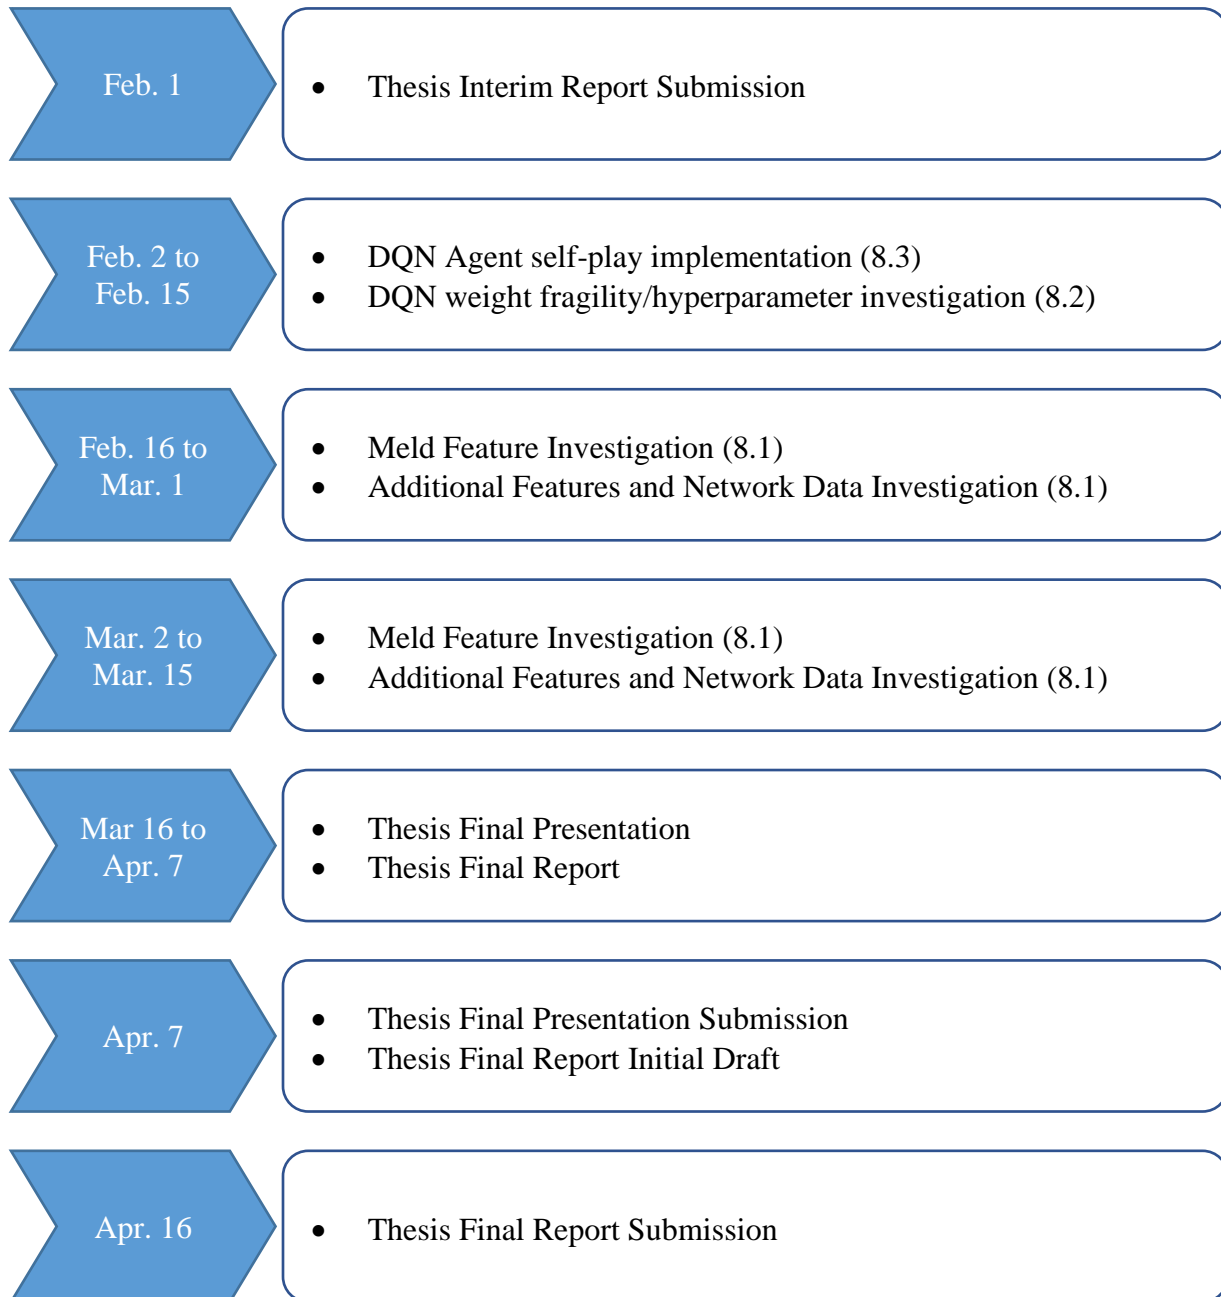 Feb. 1
• Thesis Interim Report Submission
Feb. 2 to
Feb. 15
• DQN Agent self-play implementation (8.3)
• DQN weight fragility/hyperparameter investigation (8.2)
Feb. 16 to
Mar. 1
• Meld Feature Investigation (8.1)
• Additional Features and Network Data Investigation (8.1)
Mar. 2 to
Mar. 15
• Meld Feature Investigation (8.1)
• Additional Features and Network Data Investigation (8.1)
Mar 16 to
Apr. 7
• Thesis Final Presentation
• Thesis Final Report
Apr. 7
• Thesis Final Presentation Submission
• Thesis Final Report Initial Draft
Apr. 16
• Thesis Final Report Submission